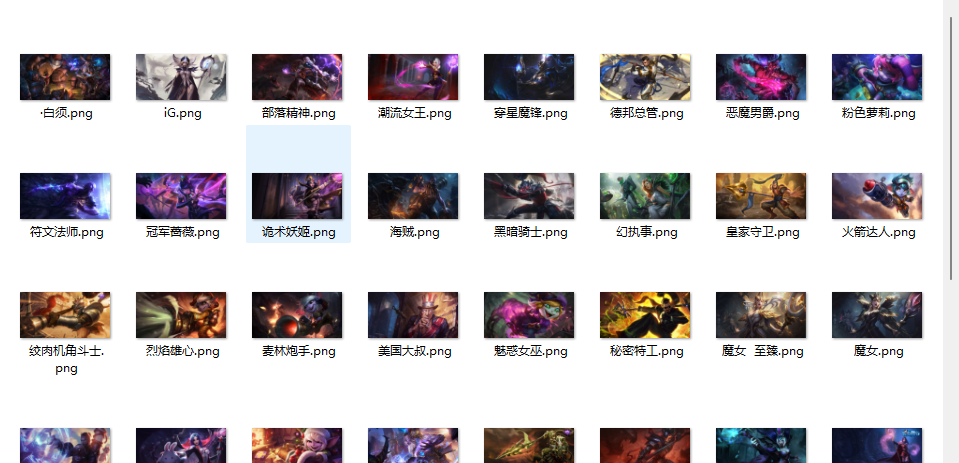 ·白须.png
iG.png
部落精神.png
潮流女王.png
穿星魔锋.png
德邦总管.png
恶魔男爵.png
粉色萝莉.png
符文法师.png
冠军蔷薇.png
诡术妖姬.png
海贼.png
黑暗骑士.png
幻执事.png
皇家守卫.png
火箭达人.png
绞肉机角斗士.
png
烈焰雄心.png
麦林炮手.png
美国大叔.png
魅惑女巫.png
秘密特工.png
魔女  至臻.png
魔女.png